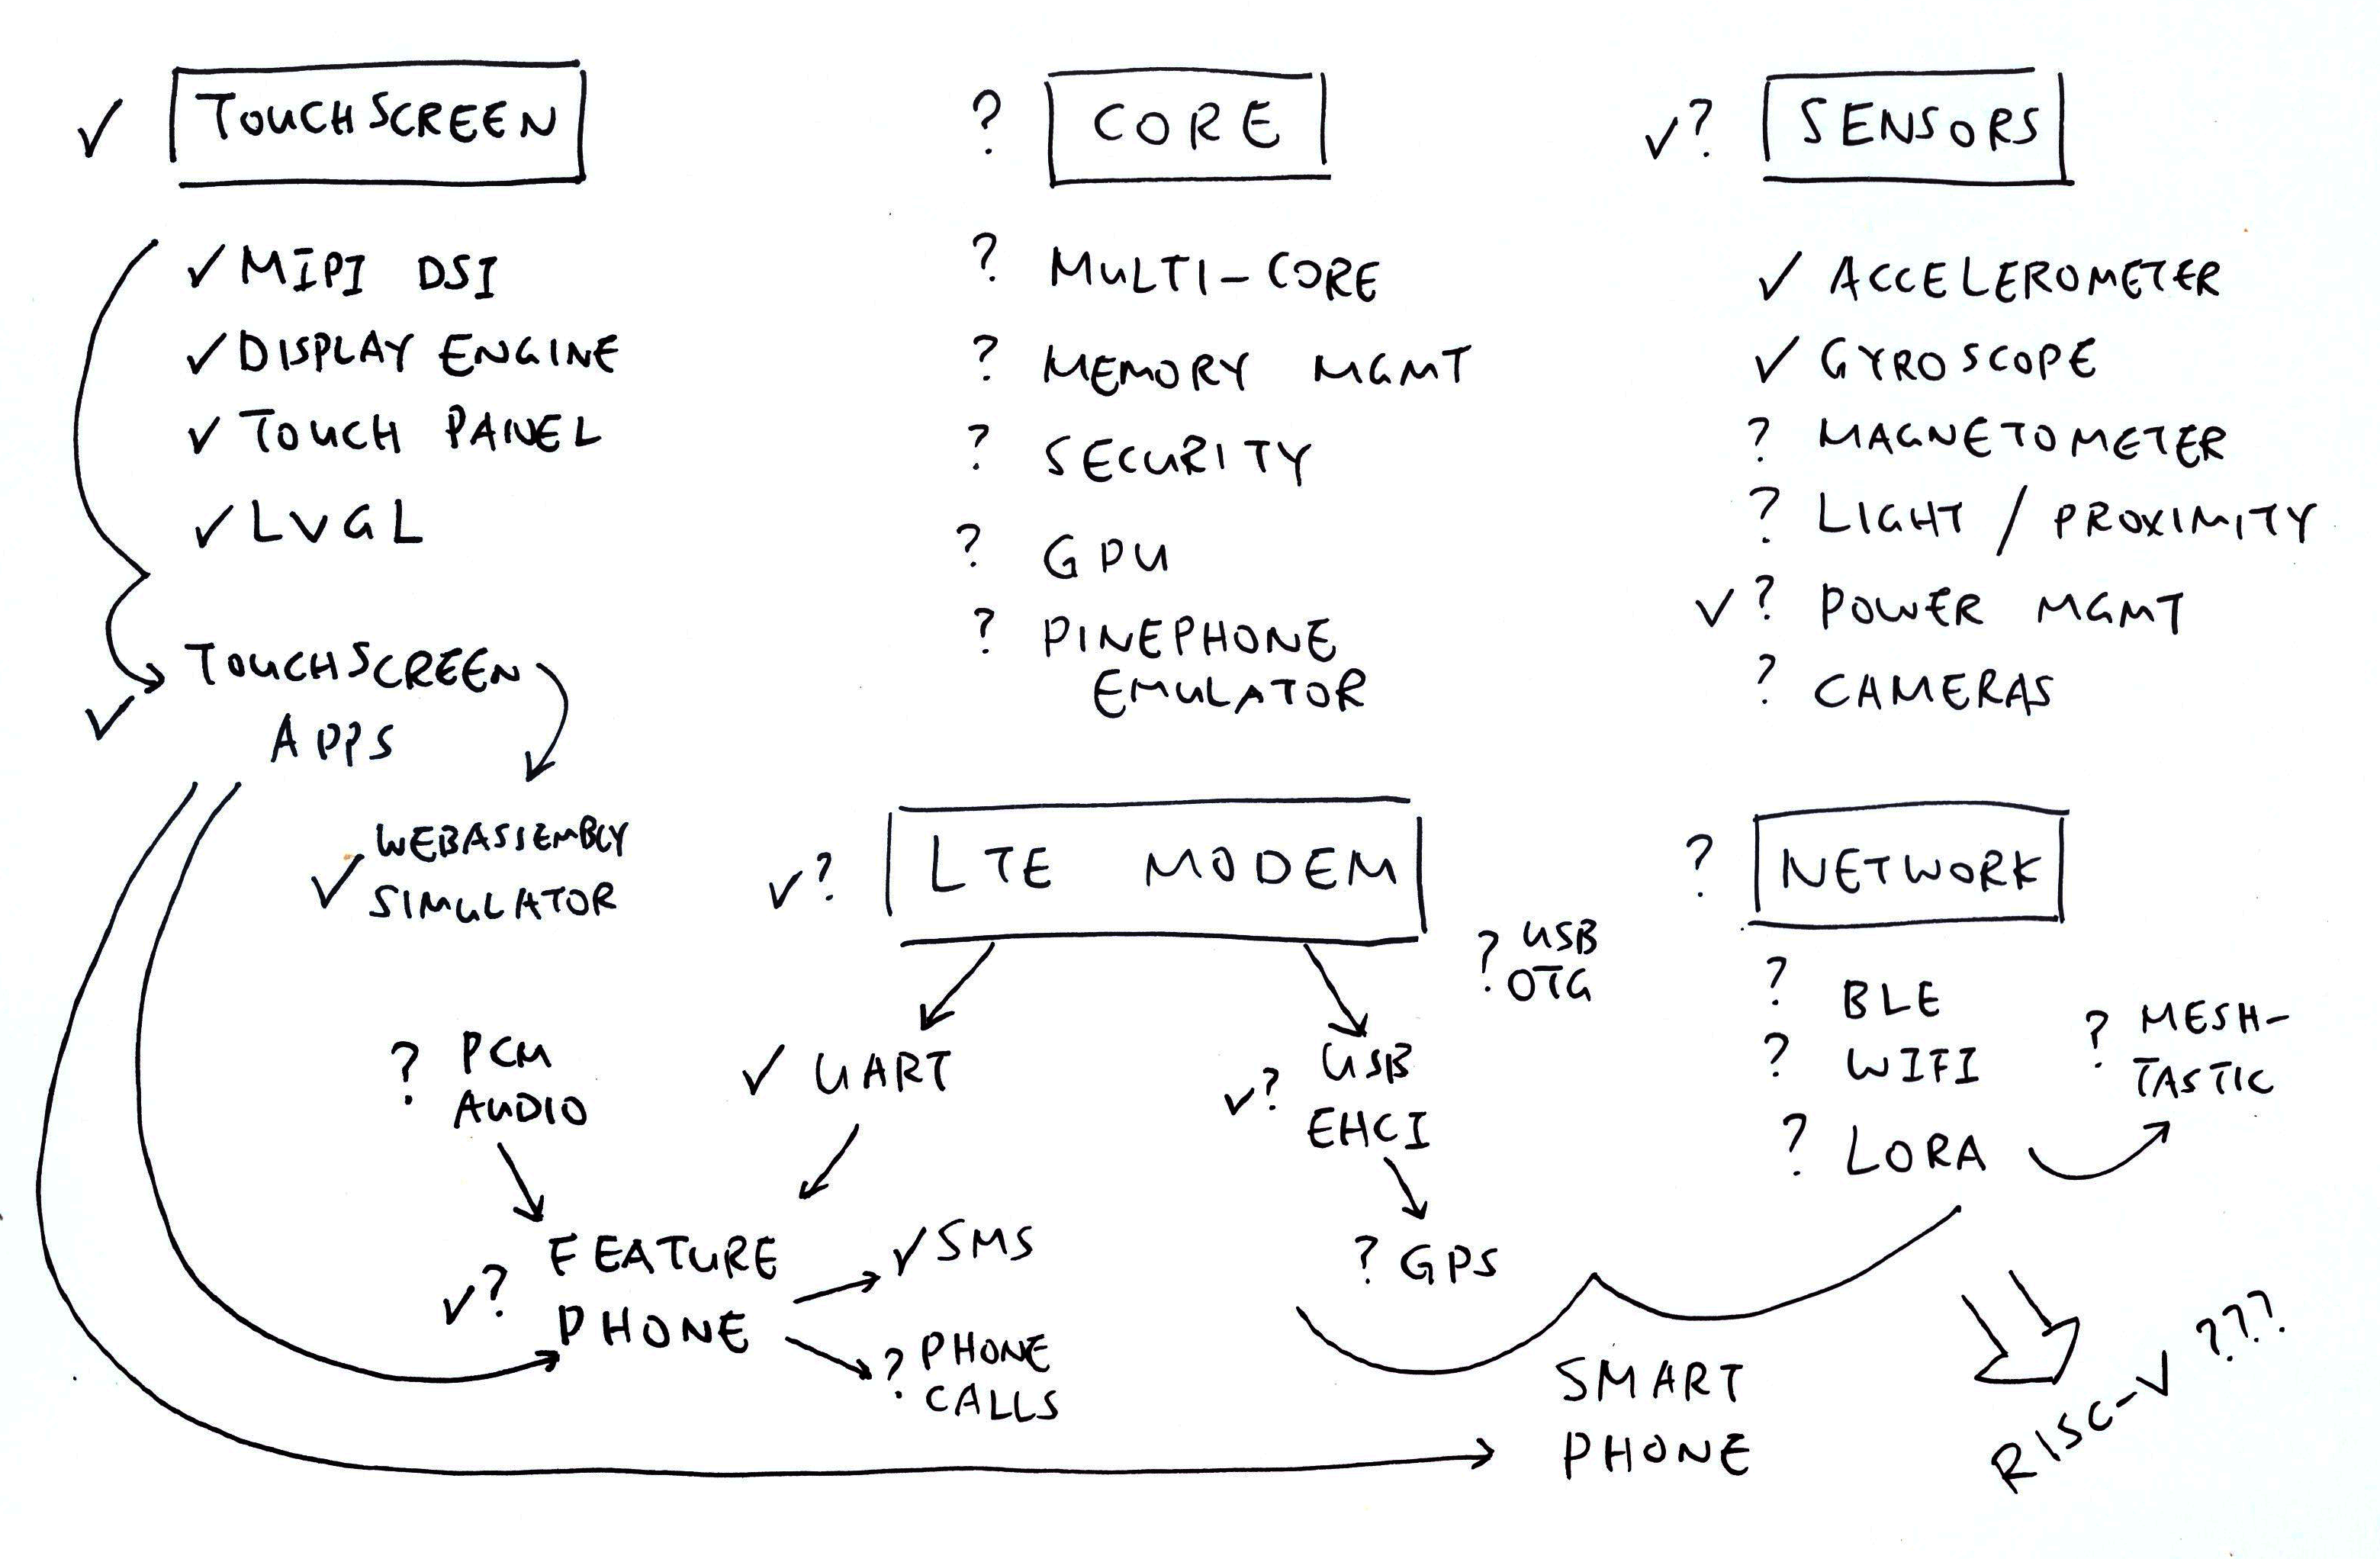 ✓ TOUCHSCREEN
✓ MIPI DSI
✓ DISPLAY ENGINE
✓ TOUCH PANEL
✓ LVGL
✓ TOUCHSCREEN
APPS
✓ WEBASSEMBLY
SIMULATOR
? CORE
? MULTI-CORE
? MEMORY MGMT
? SECURITY
? GPU
? PINEPHONE
EMULATOR
✓? SENSORS
✓ ACCELEROMETER
✓ GYROSCOPE
? MAGNETOMETER
? LIGHT / PROXIMITY
✓? POWER MGMT
? CAMERAS
✓? LTE MODEM
? USB
OTG
? PCM
AUDIO
✓ UART
✓? USB
EHCI
✓? FEATURE
PHONE
✓ SMS
? PHONE
CALLS
? GPS
? NETWORK
? BLE
? WIFI
? LORA
? MESH-
TASTIC
SMART
PHONE
RISC-V ???